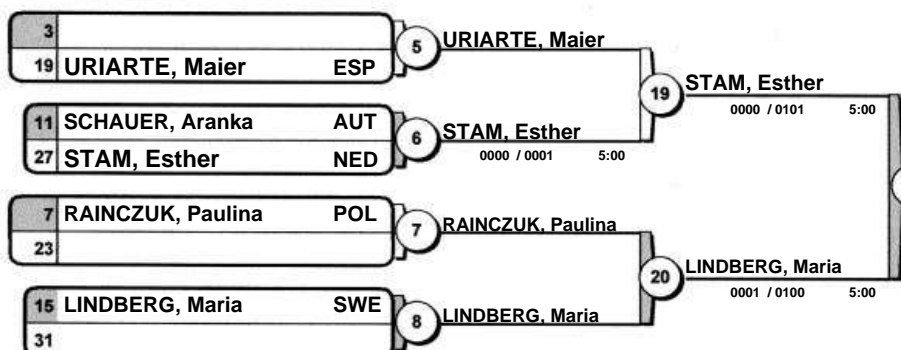 3
19 URIARTE, Maier ESP
5 URIARTE, Maier
11 SCHAUER, Aranka AUT
27 STAM, Esther NED
6 STAM, Esther
0000 / 0001 5:00
19 STAM, Esther
0000 / 0101 5:00
7 RAINCZUK, Paulina POL
23
7 RAINCZUK, Paulina
15 LINDBERG, Maria SWE
31
8 LINDBERG, Maria
20 LINDBERG, Maria
0001 / 0100 5:00